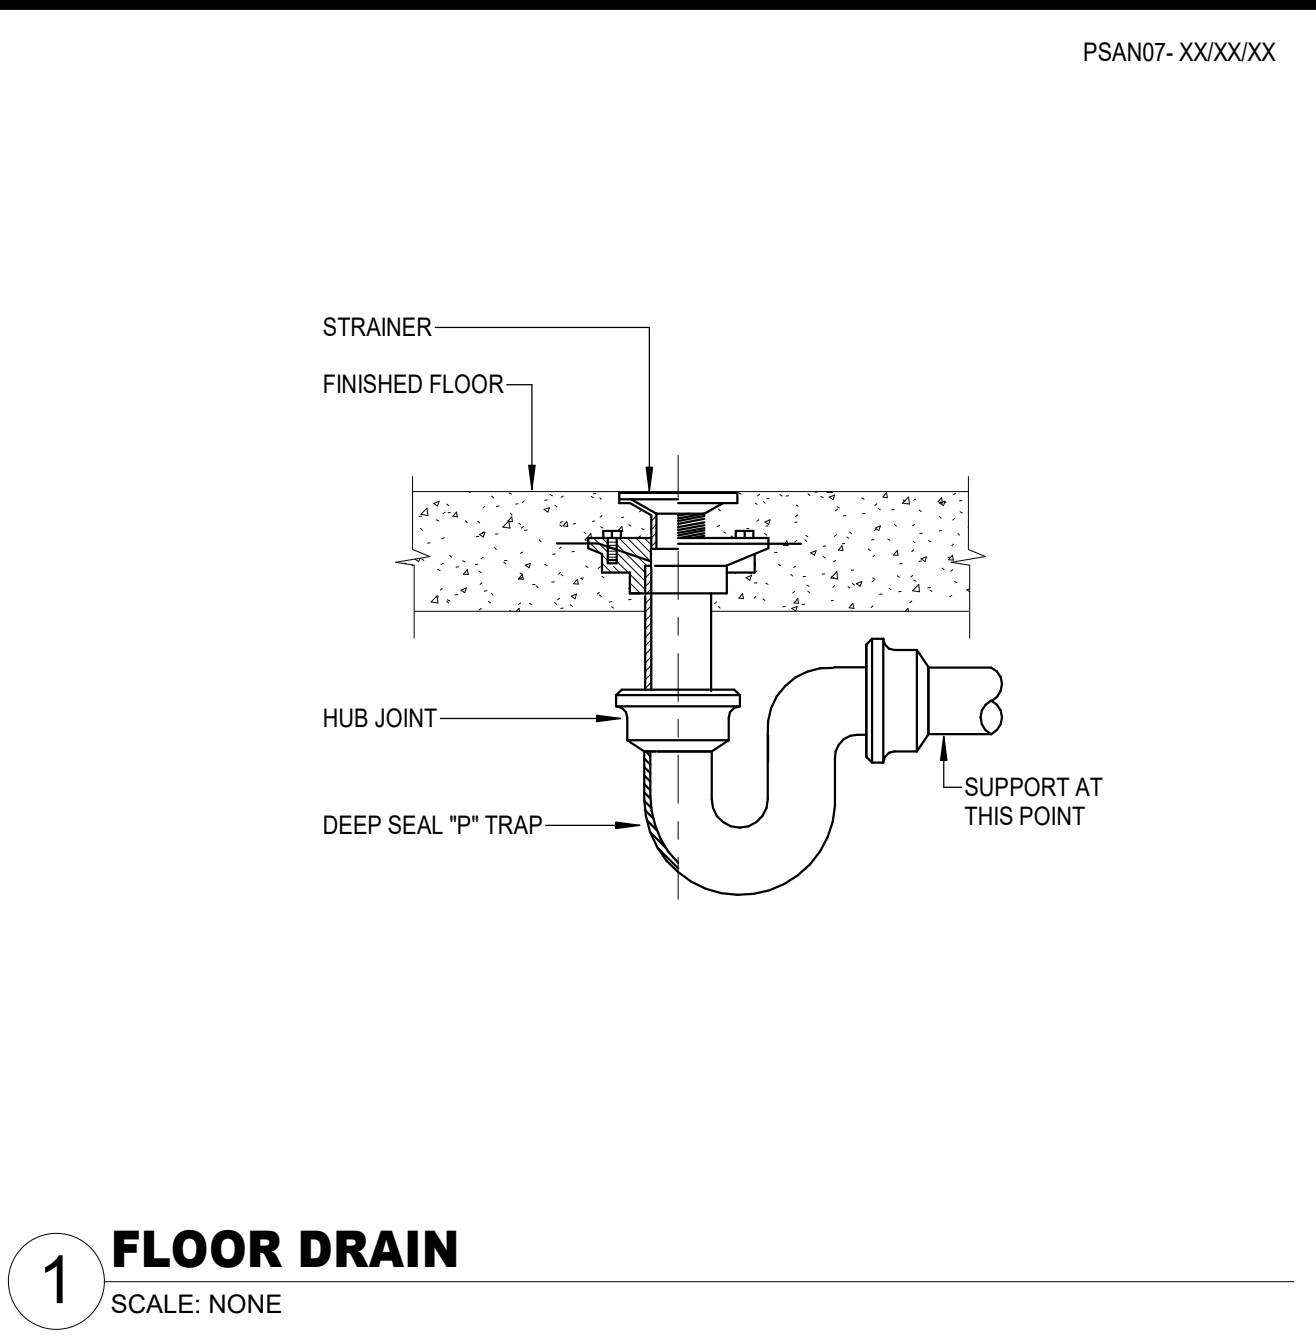 PSAN07- XX/XX/XX
STRAINER
FINISHED FLOOR
HUB JOINT
SUPPORT AT
THIS POINT
DEEP SEAL "P" TRAP
1
FLOOR DRAIN
SCALE: NONE